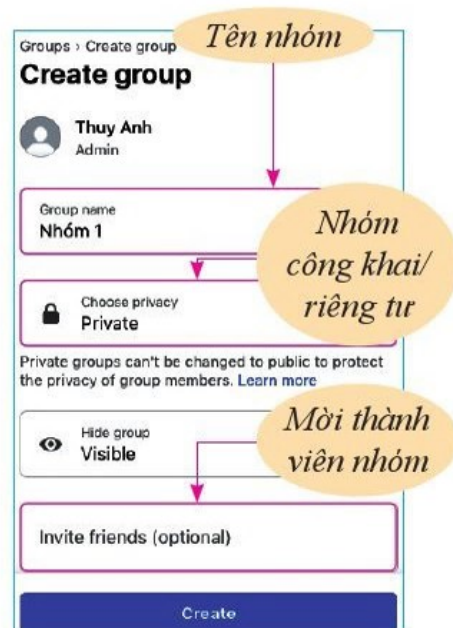 Tên nhóm
Groups › Create group
Create group
Thuy Anh
Admin
Group name
Nhóm 1
Nhóm
công khai/
riêng tư
Choose privacy
Private
Private groups can't be changed to public to protect
the privacy of group members. Learn more
Hide group
Visible
Mời thành
viên nhóm
Invite friends (optional)
Create